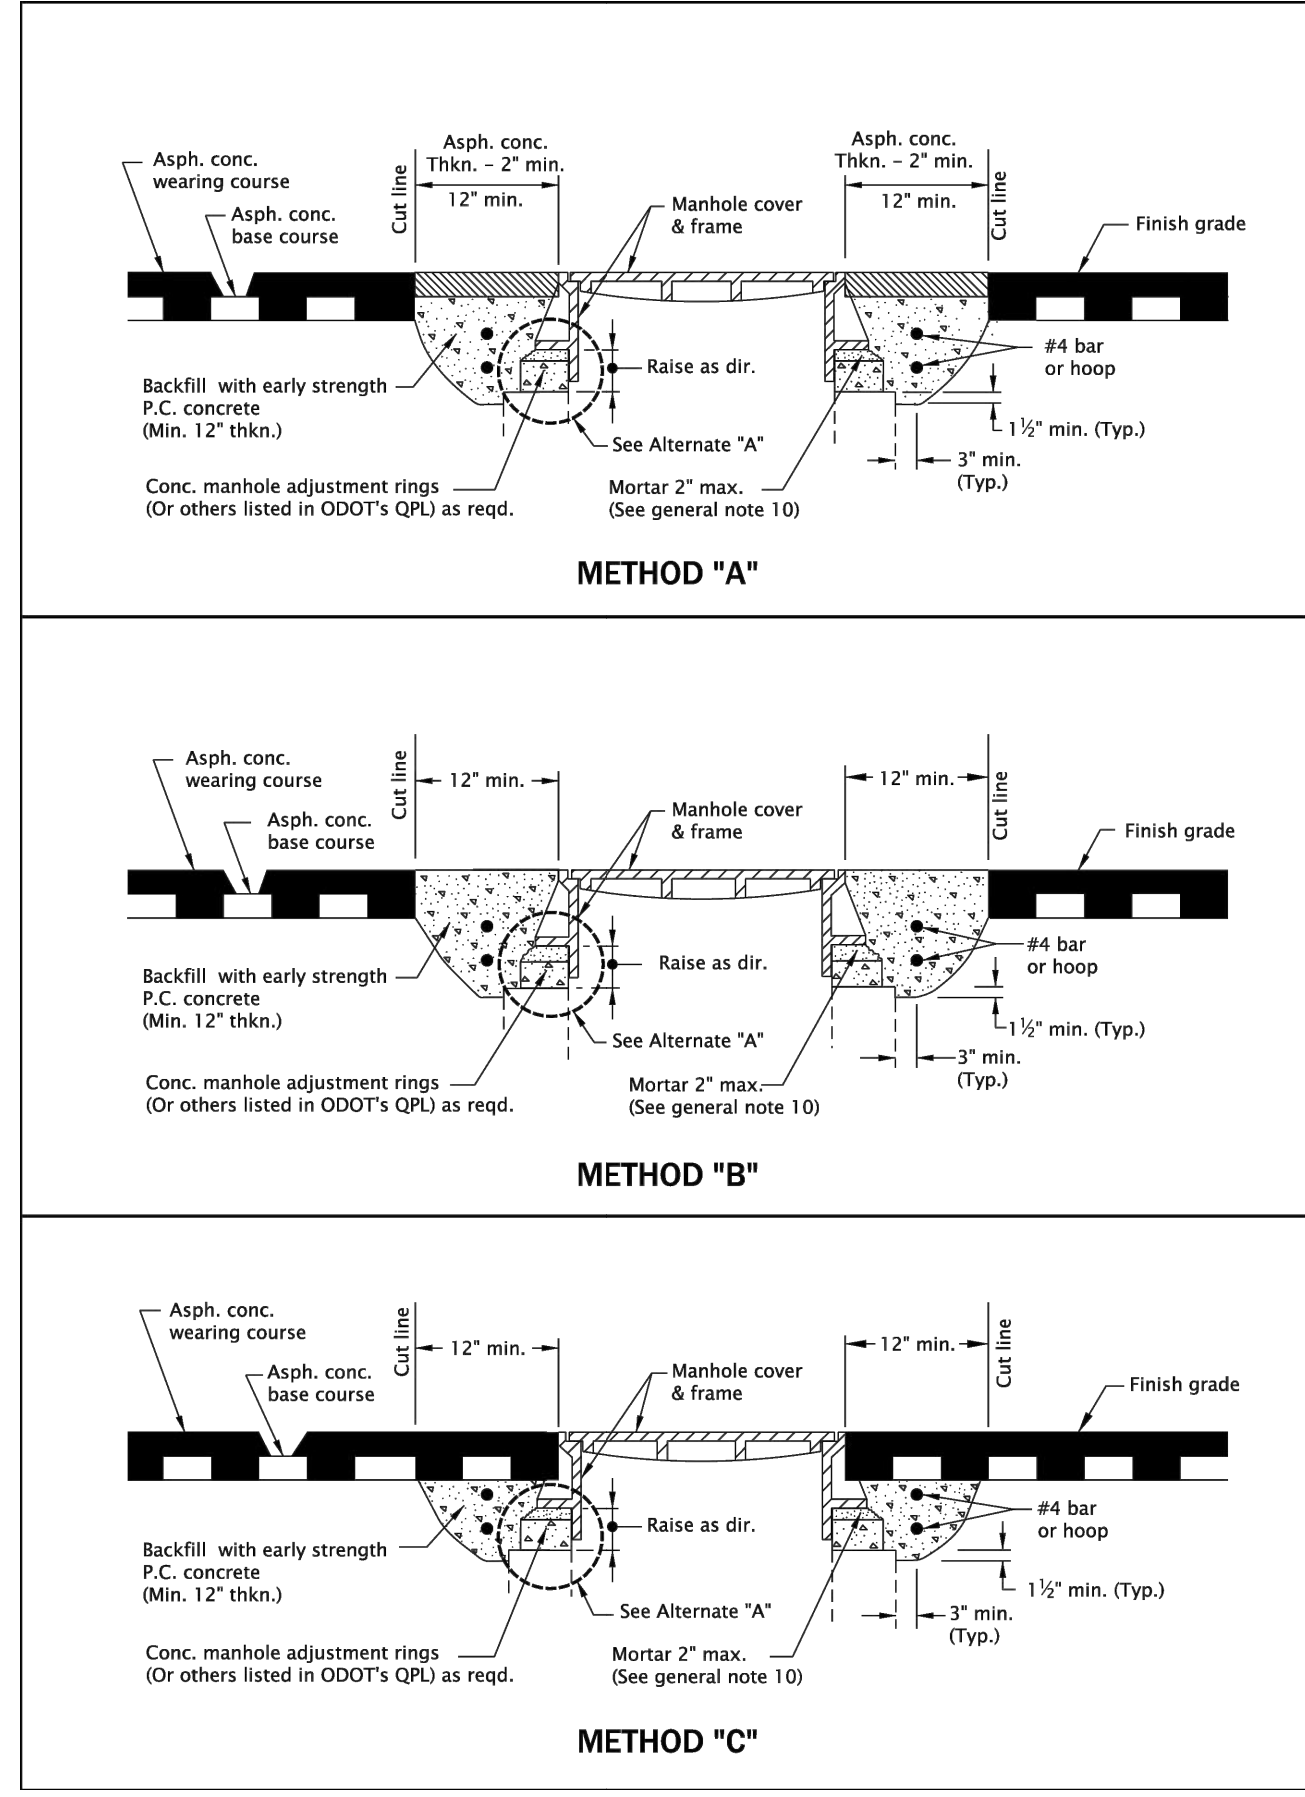 Asph. conc.
Thkn. - 2" min.
12" min.
Asph. conc.
Thkn. - 2" min.
12" min.
Asph. conc.
wearing course
Asph. conc.
base course
Cut line
Manhole cover
& frame
Cut line
Finish grade
Backfill with early strength
P.C. concrete
(Min. 12" thkn.)
Raise as dir.
#4 bar
or hoop
See Alternate "A"
1½" min. (Typ.)
3" min.
(Typ.)
Conc. manhole adjustment rings
(Or others listed in ODOT's QPL) as reqd.
Mortar 2" max.
(See general note 10)
METHOD "A"
Asph. conc.
wearing course
Asph. conc.
base course
Cut line
12" min.
Manhole cover
& frame
12" min.
Cut line
Finish grade
Backfill with early strength
P.C. concrete
(Min. 12" thkn.)
Raise as dir.
#4 bar
or hoop
See Alternate "A"
1½" min. (Typ.)
3" min.
(Typ.)
Conc. manhole adjustment rings
(Or others listed in ODOT's QPL) as reqd.
Mortar 2" max.
(See general note 10)
METHOD "B"
Asph. conc.
wearing course
Asph. conc.
base course
Cut line
12" min.
Manhole cover
& frame
12" min.
Cut line
Finish grade
Backfill with early strength
P.C. concrete
(Min. 12" thkn.)
Raise as dir.
#4 bar
or hoop
See Alternate "A"
1½" min. (Typ.)
3" min.
(Typ.)
Conc. manhole adjustment rings
(Or others listed in ODOT's QPL) as reqd.
Mortar 2" max.
(See general note 10)
METHOD "C"